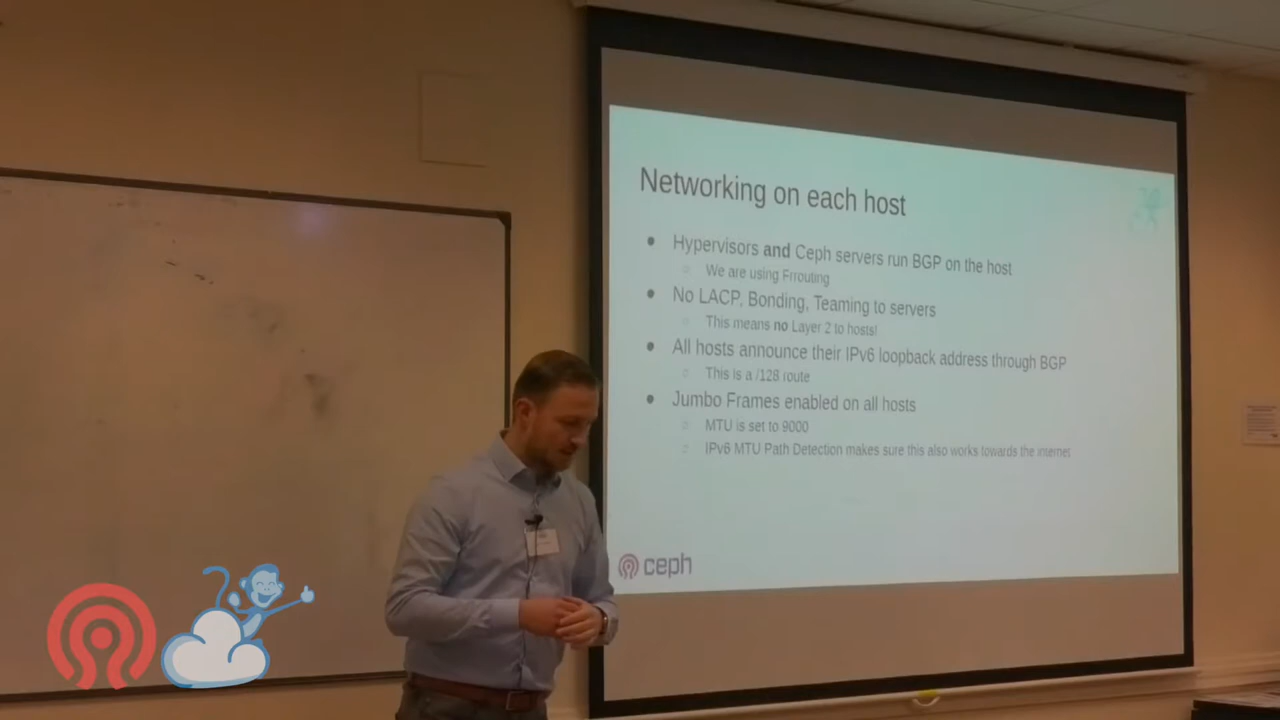 Networking on each host
Hypervisors and Ceph servers run BGP on the host
We are using Frrouting
No LACP, Bonding, Teaming to servers
This means no Layer 2 to hosts!
All hosts announce their IPv6 loopback address through BGP
This is a /128 route
Jumbo Frames enabled on all hosts
MTU is set to 9000
IPv6 MTU Path Detection makes sure this also works towards the internet
ceph